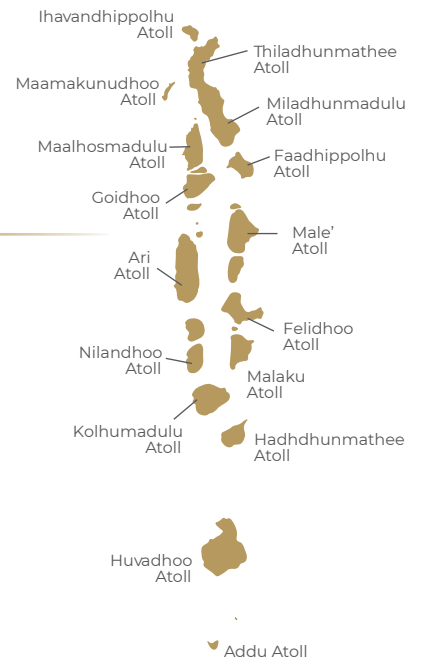 Ihavandhippolhu
Atoll
Thiladhunmathee
Atoll
Maamakunudhoo
Atoll
Miladhunmadulu
Atoll
Maalhosmadulu
Atoll
Faadhippolhu
Atoll
Goidhoo
Atoll
Male’
Atoll
Ari
Atoll
Felidhoo
Atoll
Nilandhoo
Atoll
Malaku
Atoll
Kolhumadulu
Atoll
Hadhdhunmathee
Atoll
Huvadhoo
Atoll
Addu Atoll